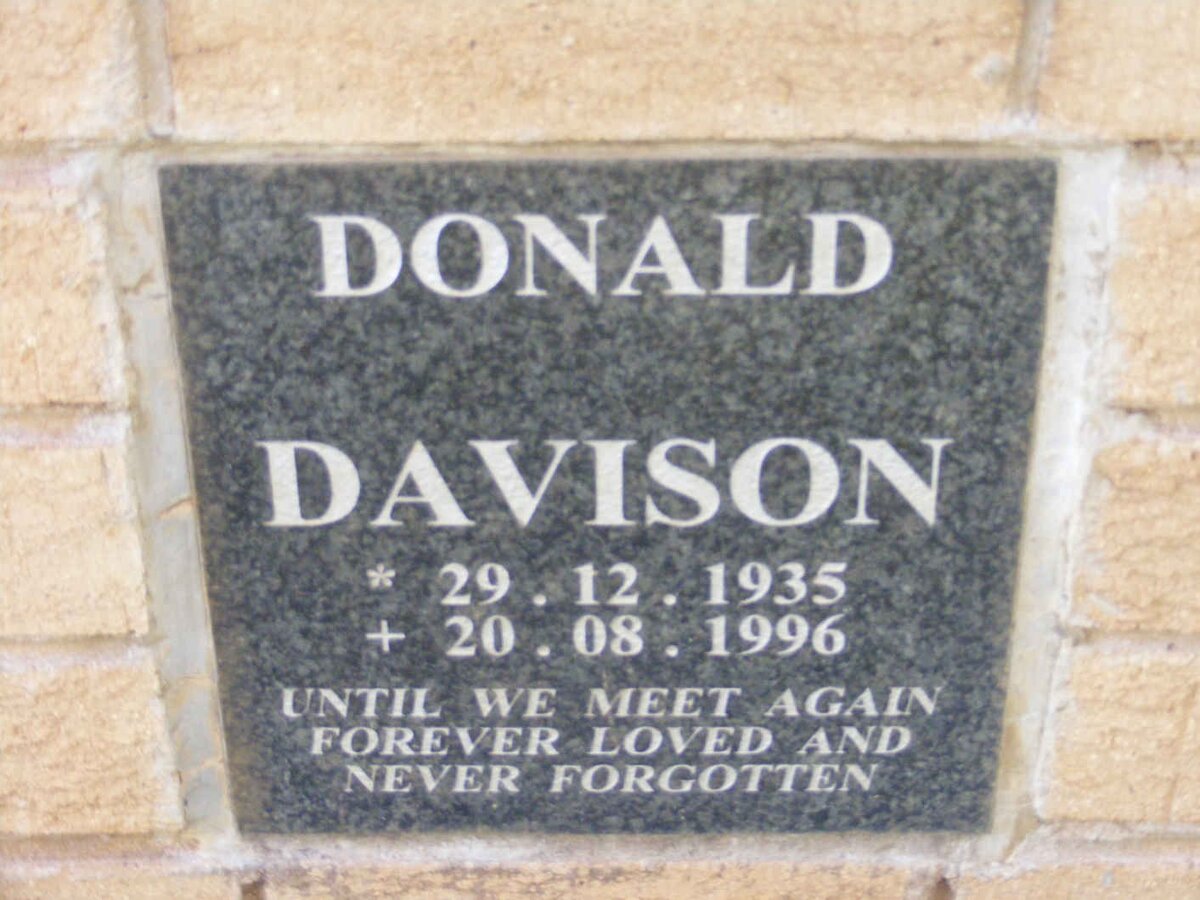 DONALD
DAVISON
* 29 . 12 . 1935
+ 20 . 08 . 1996
UNTIL WE MEET AGAIN
FOREVER LOVED AND
NEVER FORGOTTEN